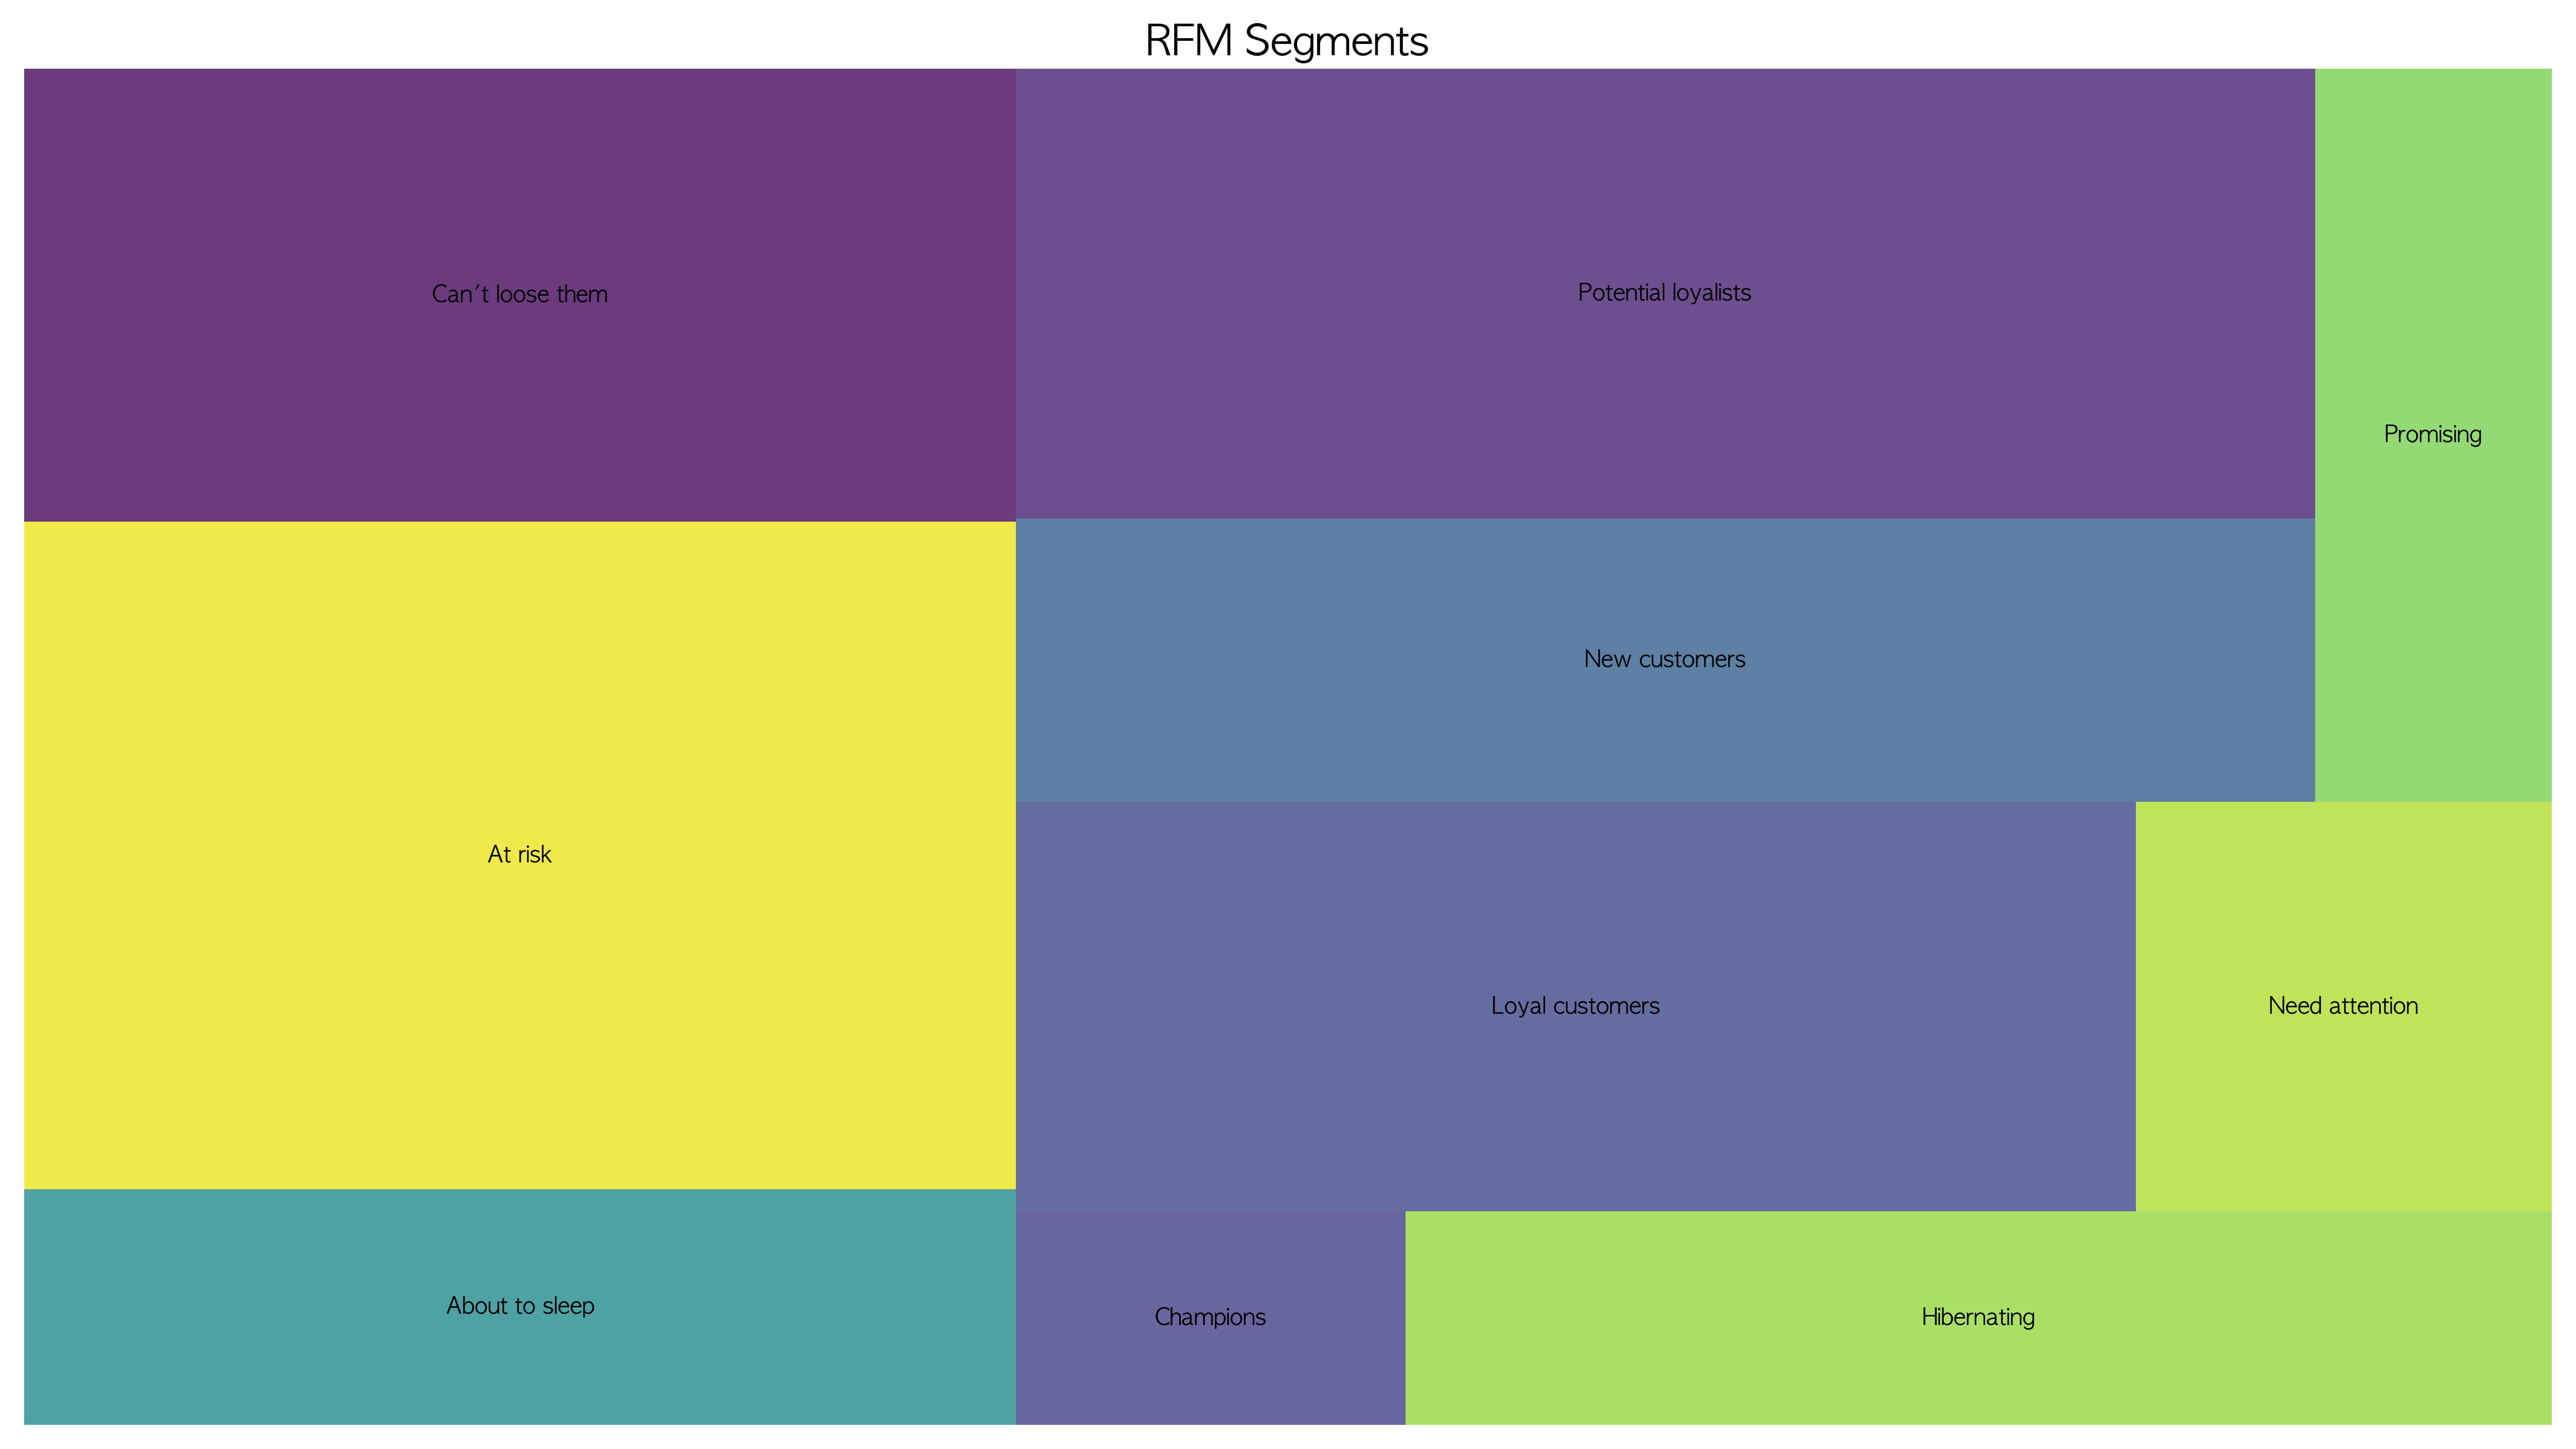 RFM Segments
Can't loose them
Potential loyalists
Promising
New customers
At risk
Loyal customers
Need attention
About to sleep
Champions
Hibernating